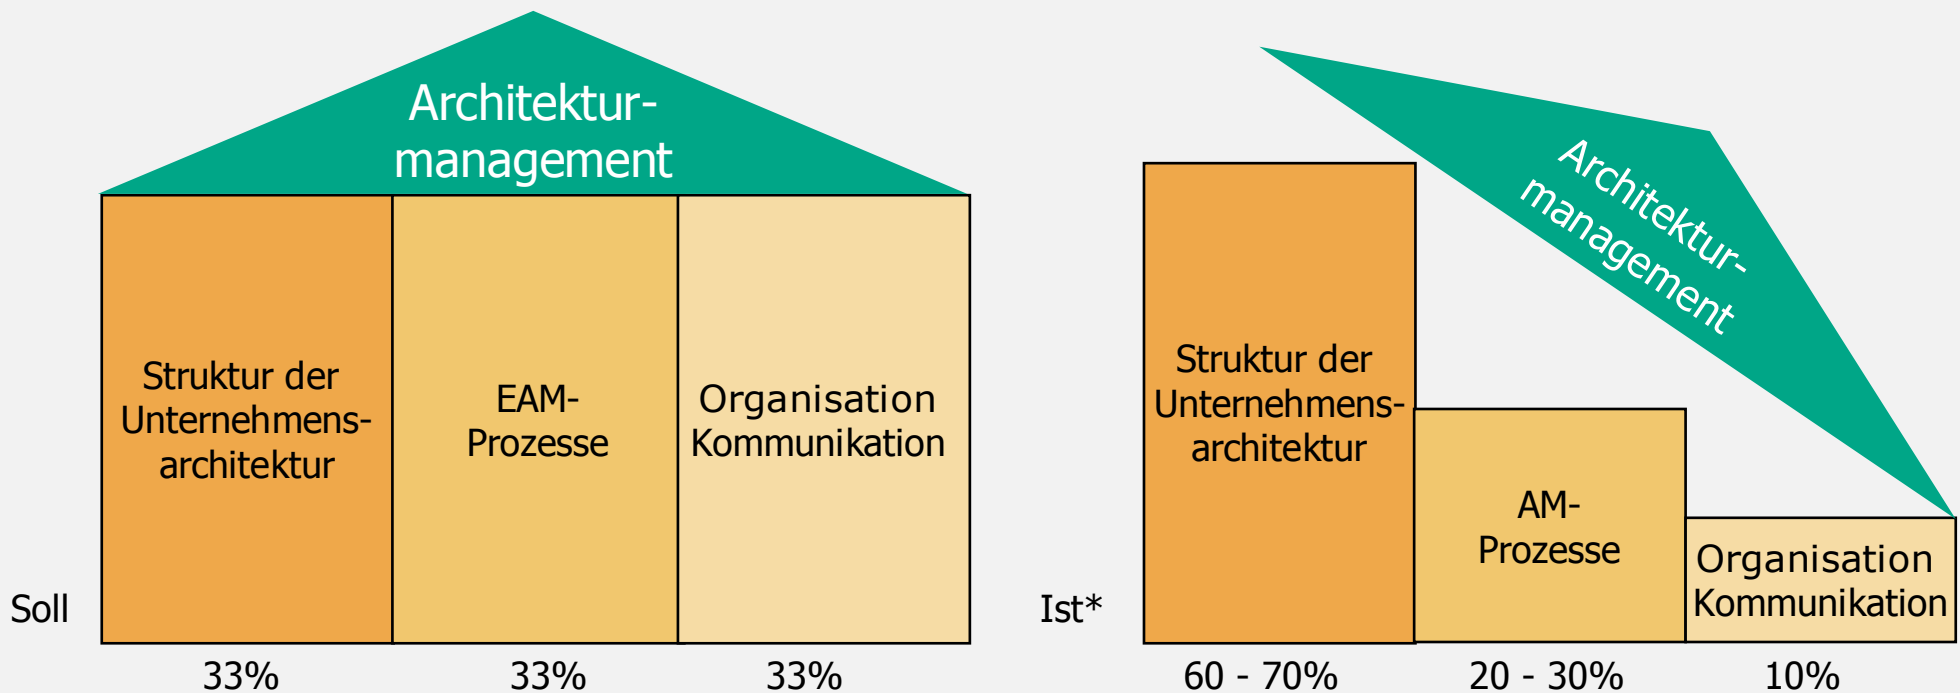 Architektur-
management
Struktur der
Unternehmens-
architektur
EAM-
Prozesse
Organisation
Kommunikation
Soll
33%
33%
33%
Architektur-
management
Struktur der
Unternehmens-
architektur
AM-
Prozesse
Organisation
Kommunikation
Ist*
60 - 70%
20 - 30%
10%